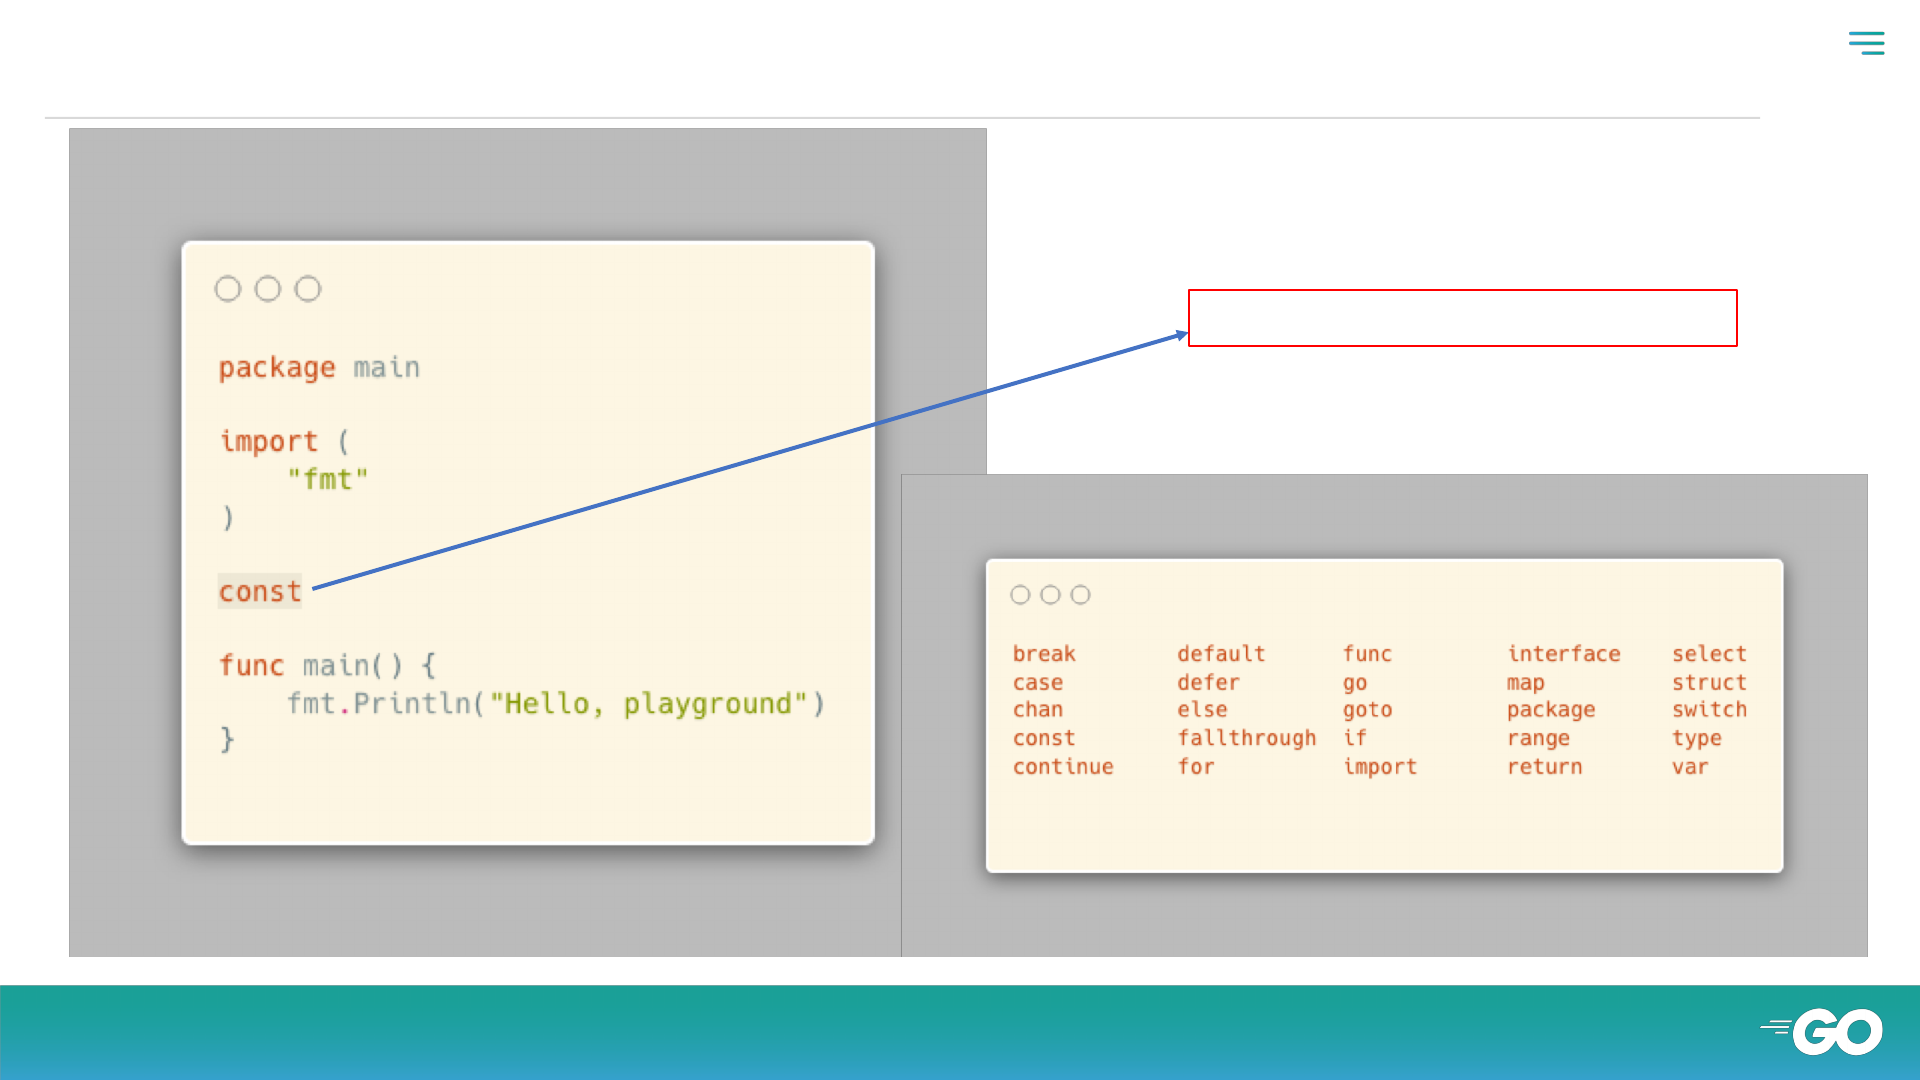 package main
import (
"fmt"
)
const
func main() {
fmt.Println("Hello, playground")
}
break default func interface select
case defer go map struct
chan else goto package switch
const fallthrough if range type
continue for import return var
GO